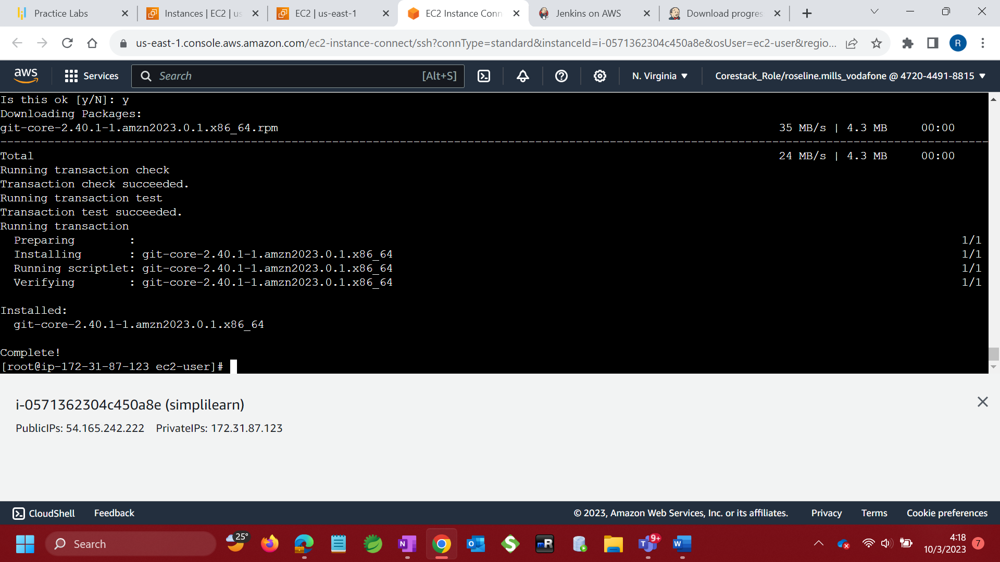 Practice Labs
Instances | EC2 | us
EC2 | us-east-1
EC2 Instance Conn
Jenkins on AWS
Download progres
us-east-1.console.aws.amazon.com/ec2-instance-connect/ssh?connType=standard&instanceId=i-0571362304c450a8e&osUser=ec2-user&regio...
R
aws
Services
Search
[Alt+S]
N. Virginia
Corestack_Role/roseline.mills_vodafone @ 4720-4491-8815
Is this ok [y/N]: y
Downloading Packages:
git-core-2.40.1-1.amzn2023.0.1.x86_64.rpm 35 MB/s | 4.3 MB 00:00
--------------------------------------------------------------------------------
Total 24 MB/s | 4.3 MB 00:00
Running transaction check
Transaction check succeeded.
Running transaction test
Transaction test succeeded.
Running transaction
Preparing : 1/1
Installing : git-core-2.40.1-1.amzn2023.0.1.x86_64 1/1
Running scriptlet: git-core-2.40.1-1.amzn2023.0.1.x86_64 1/1
Verifying : git-core-2.40.1-1.amzn2023.0.1.x86_64 1/1
Installed:
git-core-2.40.1-1.amzn2023.0.1.x86_64
Complete!
[root@ip-172-31-87-123 ec2-user]#
i-0571362304c450a8e (simplilearn)
PublicIPs: 54.165.242.222 PrivateIPs: 172.31.87.123
CloudShell
Feedback
© 2023, Amazon Web Services, Inc. or its affiliates.
Privacy
Terms
Cookie preferences
Search
25°
N
O
S
mR
T
9+
W
4:18
10/3/2023
7